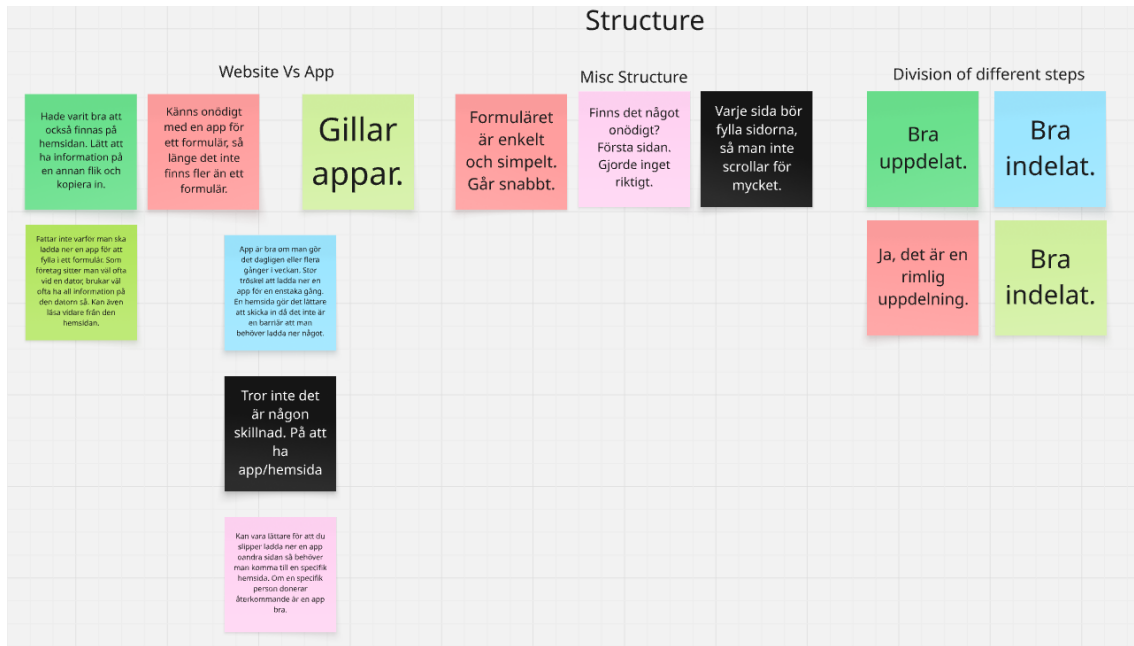 Structure
Website Vs App
Hade varit bra att
också finnas på
hemsidan. Lätt att
ha information på
en annan flik och
kopiera in.
Känns onödigt
med en app för
ett formulär, så
länge det inte
finns fler än ett
formulär.
Gillar
appar.
Fattar inte varför man ska
ladda ner en app för att
fylla i ett formulär. Som
företag sitter man väl ofta
vid en dator, brukar väl
ofta ha all information på
den datorn så. Kan även
läsa vidare från den
hemsidan.
App är bra om man gör
det dagligen eller flera
gånger i veckan. Stor
tröskel att ladda ner en
app för en enstaka gång.
En hemsida gör det lättare
att skicka in då det inte är
en barriär att man
behöver ladda ner något.
Tror inte det
är någon
skillnad. På att
ha
app/hemsida
Kan vara lättare för att du
slipper ladda ner en app
oandra sidan så behöver
man komma till en specifik
hemsida. Om en specifik
person donerar
återkommande är en app
bra.
Misc Structure
Formuläret
är enkelt
och simpelt.
Går snabbt.
Finns det något
onödigt?
Första sidan.
Gjorde inget
riktigt.
Varje sida bör
fylla sidorna,
så man inte
scrollar för
mycket.
Division of different steps
Bra
uppdelat.
Bra
indelat.
Ja, det är en
rimlig
uppdelning.
Bra
indelat.